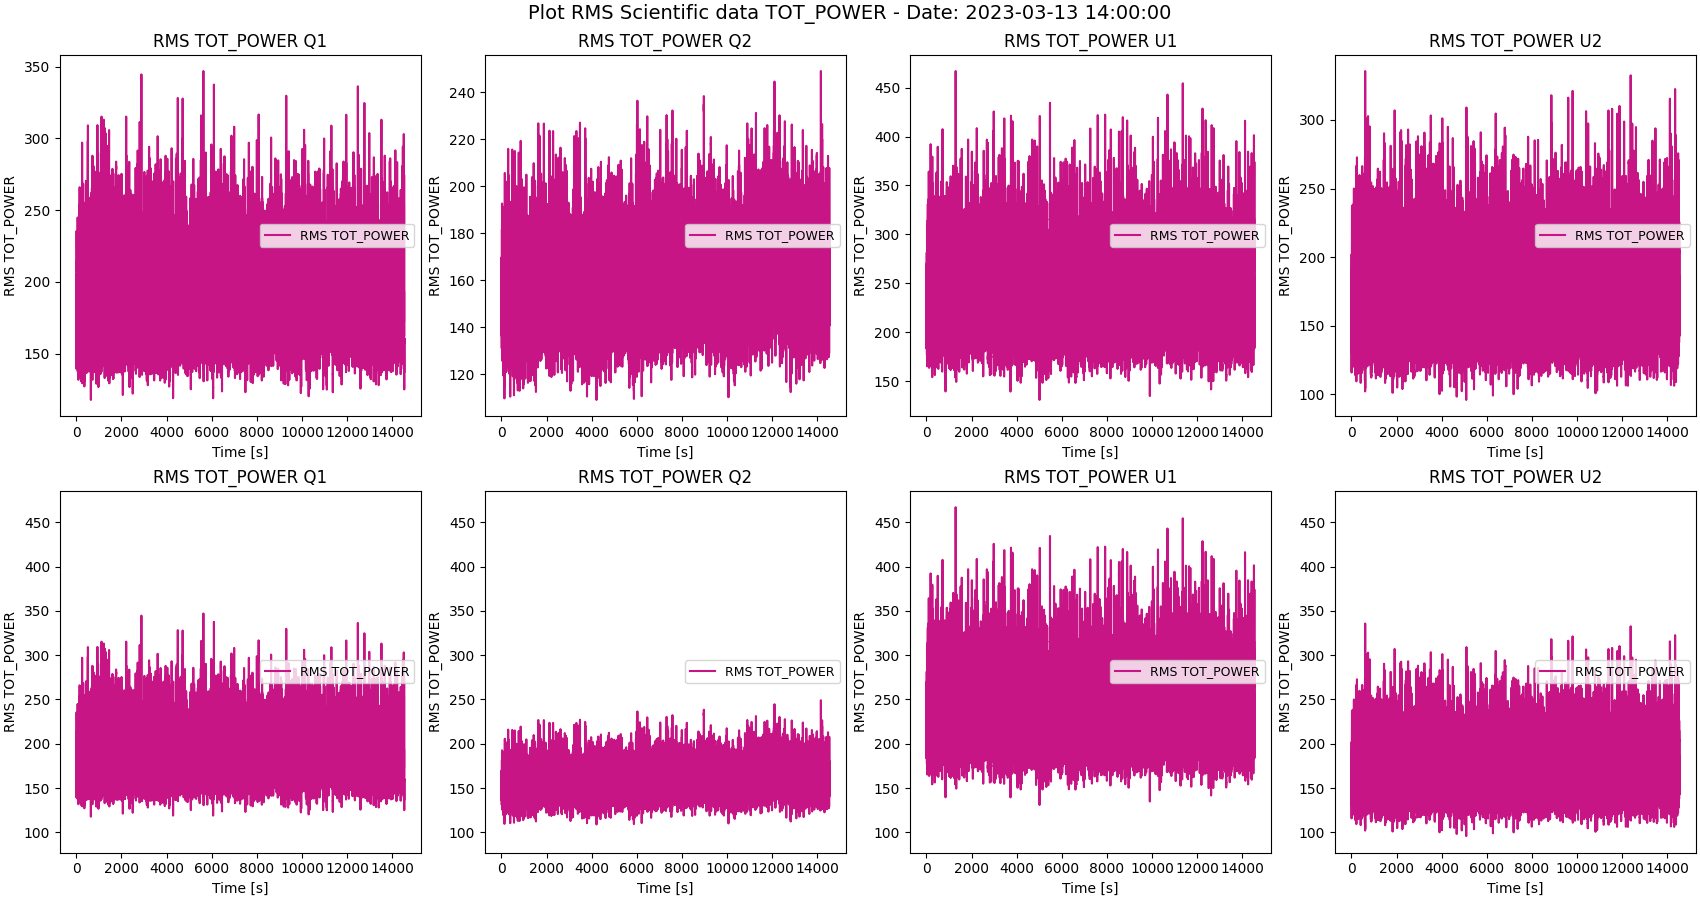 Plot RMS Scientific data TOT_POWER - Date: 2023-03-13 14:00:00
RMS TOT_POWER Q1
RMS TOT_POWER
350
300
250
200
150
RMS TOT_POWER
0 2000 4000 6000 8000 10000 12000 14000
Time [s]
RMS TOT_POWER Q2
RMS TOT_POWER
240
220
200
180
160
140
120
RMS TOT_POWER
0 2000 4000 6000 8000 10000 12000 14000
Time [s]
RMS TOT_POWER U1
RMS TOT_POWER
450
400
350
300
250
200
150
RMS TOT_POWER
0 2000 4000 6000 8000 10000 12000 14000
Time [s]
RMS TOT_POWER U2
RMS TOT_POWER
300
250
200
150
100
RMS TOT_POWER
0 2000 4000 6000 8000 10000 12000 14000
Time [s]
RMS TOT_POWER Q1
RMS TOT_POWER
450
400
350
300
250
200
150
100
RMS TOT_POWER
0 2000 4000 6000 8000 10000 12000 14000
Time [s]
RMS TOT_POWER Q2
RMS TOT_POWER
450
400
350
300
250
200
150
100
RMS TOT_POWER
0 2000 4000 6000 8000 10000 12000 14000
Time [s]
RMS TOT_POWER U1
RMS TOT_POWER
450
400
350
300
250
200
150
100
RMS TOT_POWER
0 2000 4000 6000 8000 10000 12000 14000
Time [s]
RMS TOT_POWER U2
RMS TOT_POWER
450
400
350
300
250
200
150
100
RMS TOT_POWER
0 2000 4000 6000 8000 10000 12000 14000
Time [s]